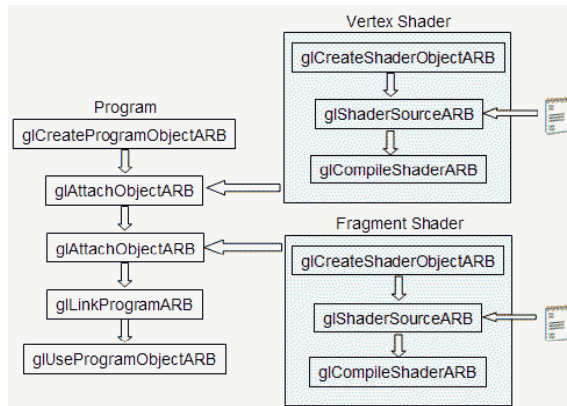 Vertex Shader
glCreateShaderObjectARB
glShaderSourceARB
glCompileShaderARB
Program
glCreateProgramObjectARB
glAttachObjectARB
glAttachObjectARB
glLinkProgramARB
glUseProgramObjectARB
Fragment Shader
glCreateShaderObjectARB
glShaderSourceARB
glCompileShaderARB